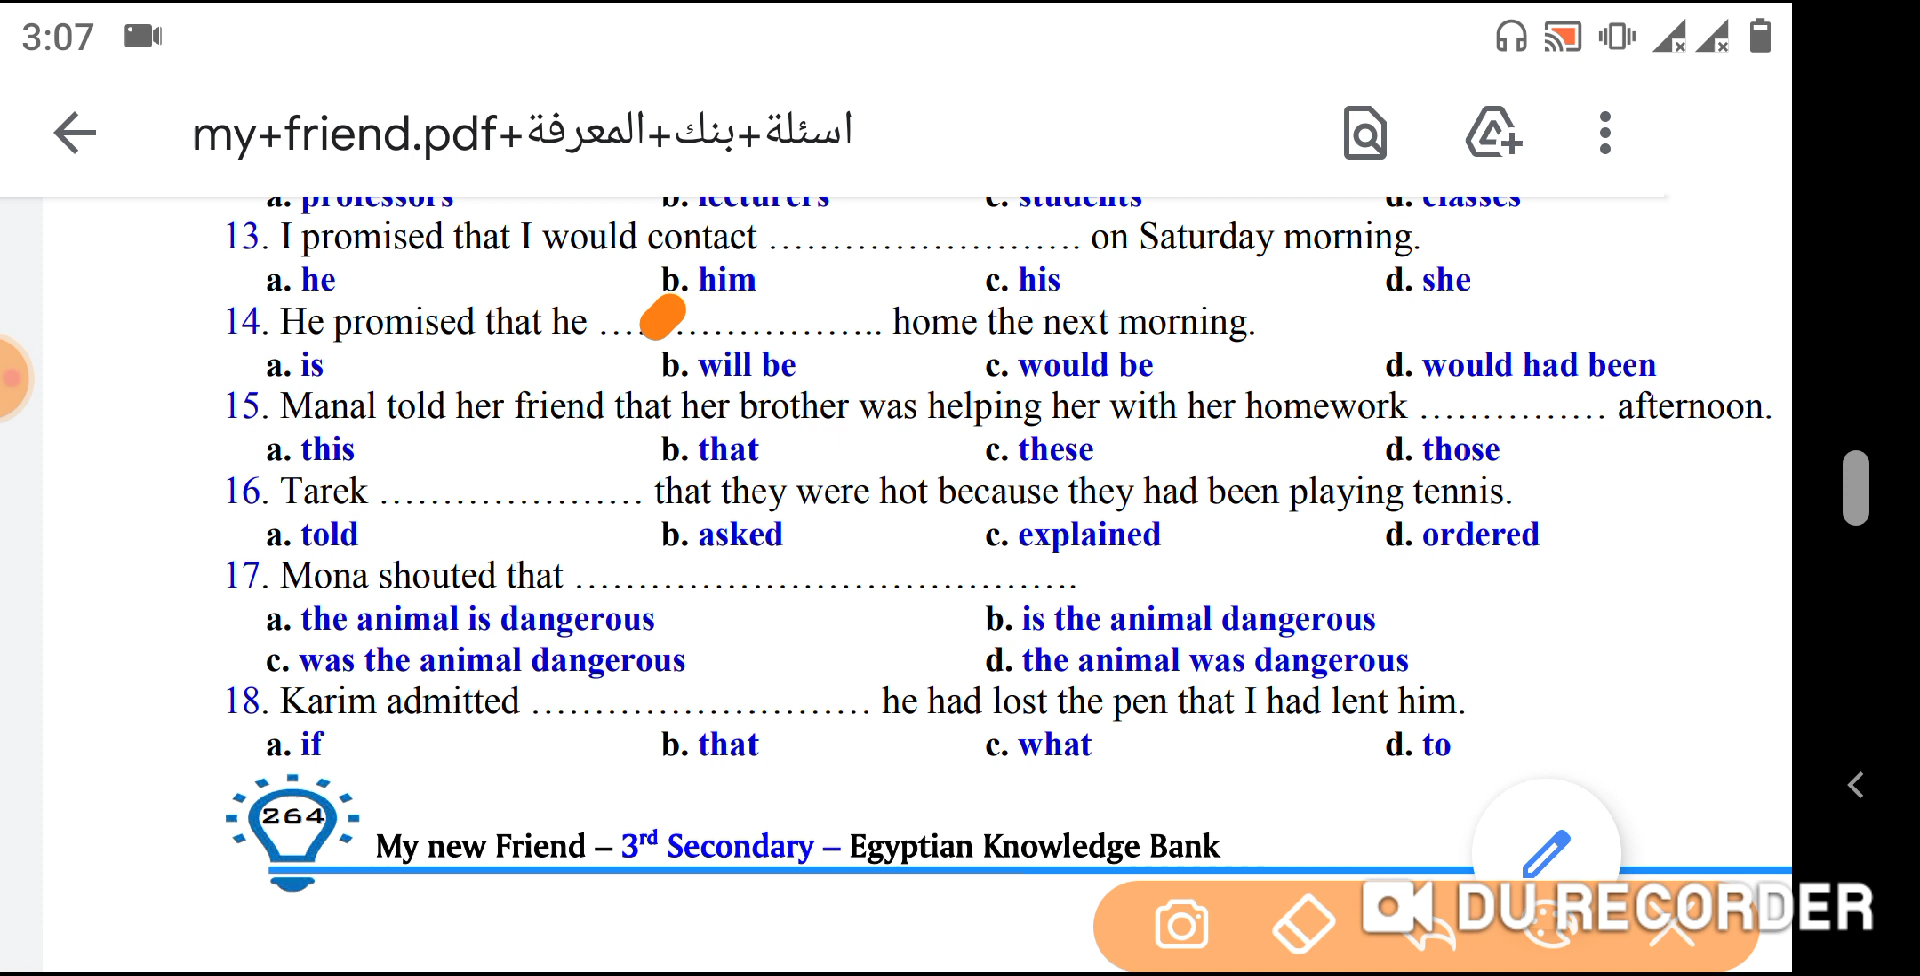 3:07
my+friend.pdf+اسئلة+بنك+المعرفة
a. professors b. lecturers c. students d. classes
13. I promised that I would contact ........................ on Saturday morning.
a. he b. him c. his d. she
14. He promised that he ........................ home the next morning.
a. is b. will be c. would be d. would had been
15. Manal told her friend that her brother was helping her with her homework ............... afternoon.
a. this b. that c. these d. those
16. Tarek ..................... that they were hot because they had been playing tennis.
a. told b. asked c. explained d. ordered
17. Mona shouted that ........................................
a. the animal is dangerous b. is the animal dangerous
c. was the animal dangerous d. the animal was dangerous
18. Karim admitted ........................... he had lost the pen that I had lent him.
a. if b. that c. what d. to
264
My new Friend – 3rd Secondary – Egyptian Knowledge Bank
DU RECORDER